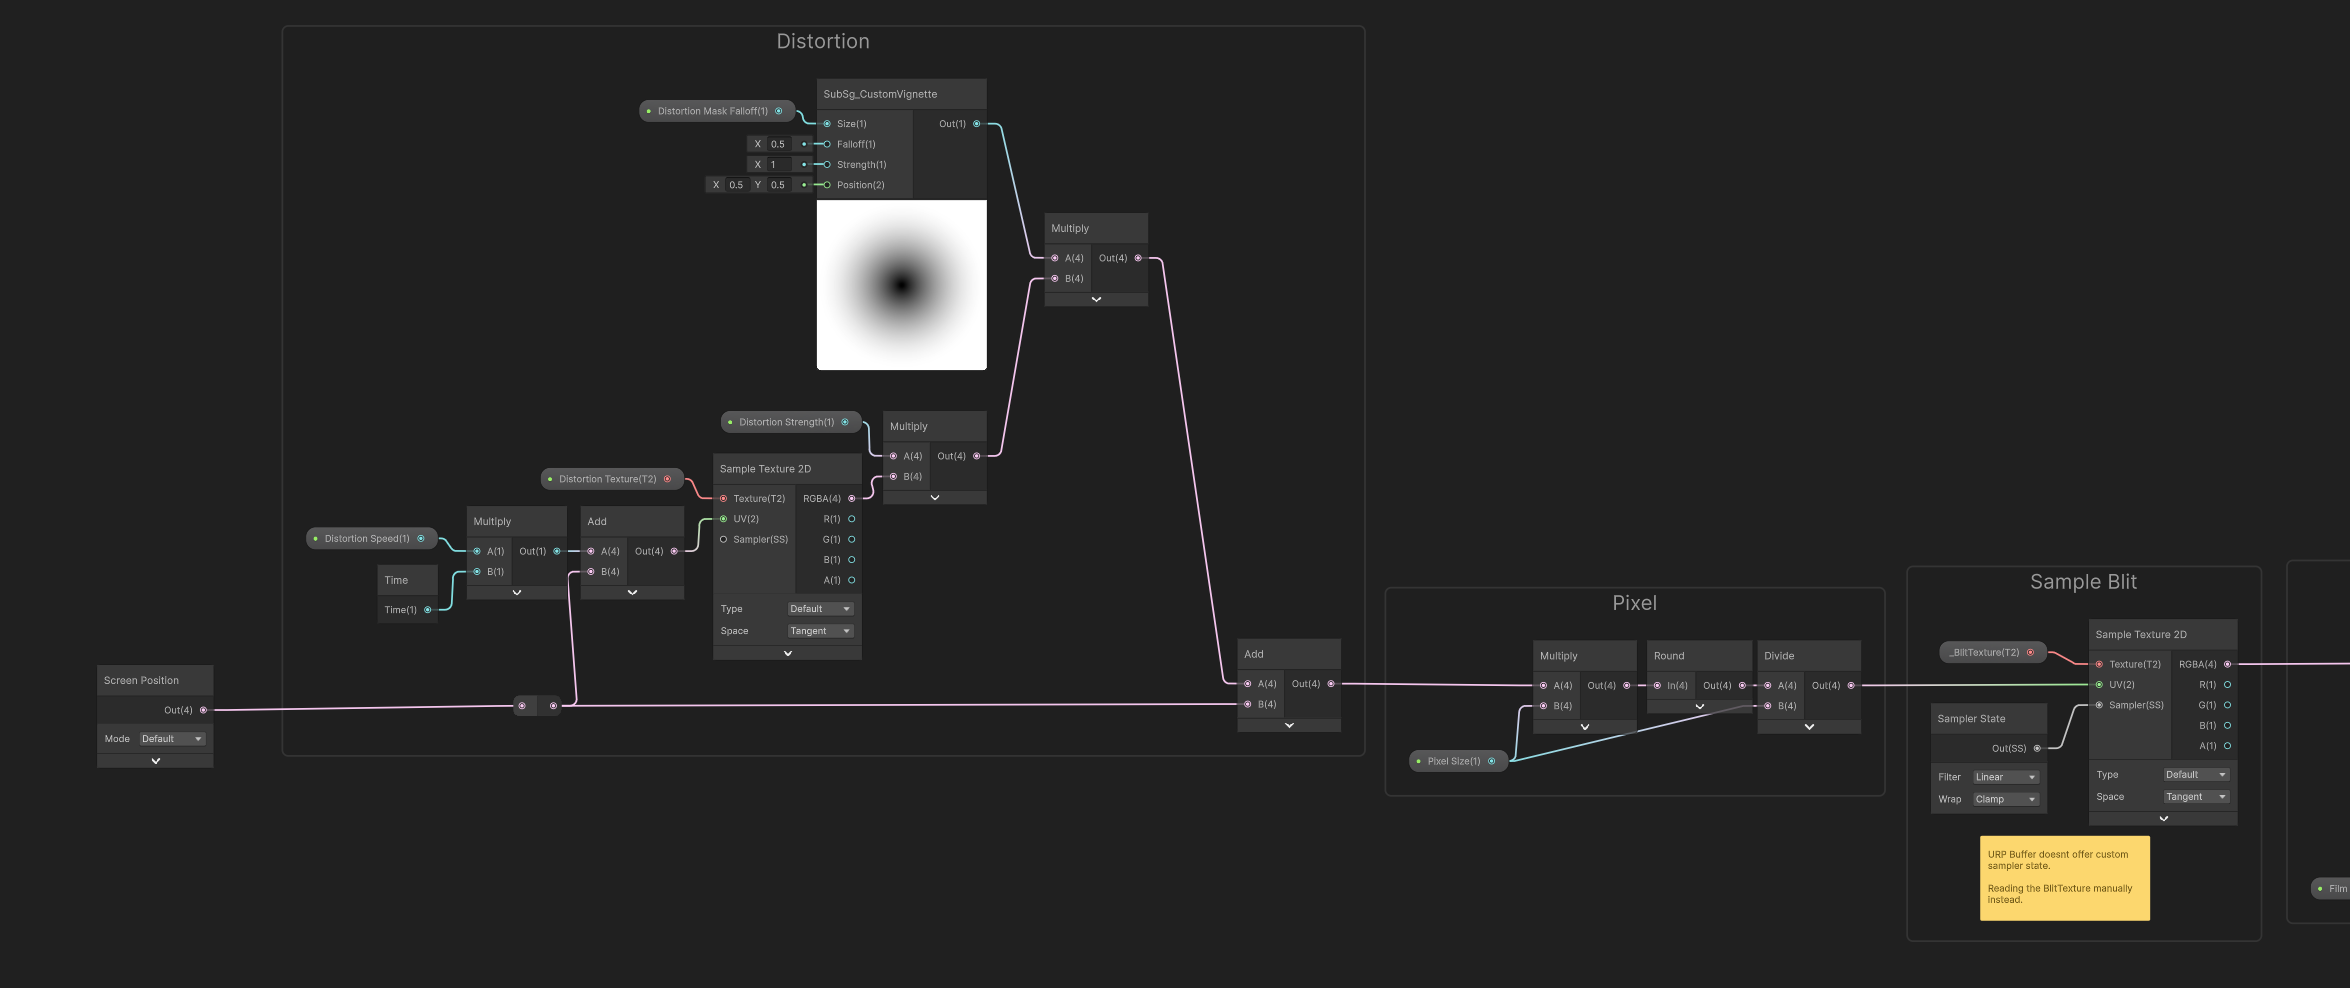 Distortion
SubSg_CustomVignette
Distortion Mask Falloff(1)
Size(1)
Out(1)
X 0.5
Falloff(1)
X 1
Strength(1)
X 0.5 Y 0.5
Position(2)
Multiply
A(4)
Out(4)
B(4)
Distortion Strength(1)
Multiply
A(4)
Out(4)
B(4)
Distortion Texture(T2)
Sample Texture 2D
Texture(T2)
RGBA(4)
UV(2)
R(1)
Sampler(SS)
G(1)
B(1)
A(1)
Type Default
Space Tangent
Distortion Speed(1)
Multiply
A(1)
Out(1)
B(1)
Time
Time(1)
Add
A(4)
Out(4)
B(4)
Screen Position
Out(4)
Mode Default
Add
A(4)
Out(4)
B(4)
Pixel
Multiply
A(4)
Out(4)
B(4)
Round
In(4)
Out(4)
Divide
A(4)
Out(4)
B(4)
Pixel Size(1)
Sample Blit
_BlitTexture(T2)
Sample Texture 2D
Texture(T2)
RGBA(4)
UV(2)
R(1)
Sampler(SS)
G(1)
B(1)
A(1)
Type Default
Space Tangent
Sampler State
Out(SS)
Filter Linear
Wrap Clamp
URP Buffer doesnt offer custom
sampler state.
Reading the BlitTexture manually
instead.
Film